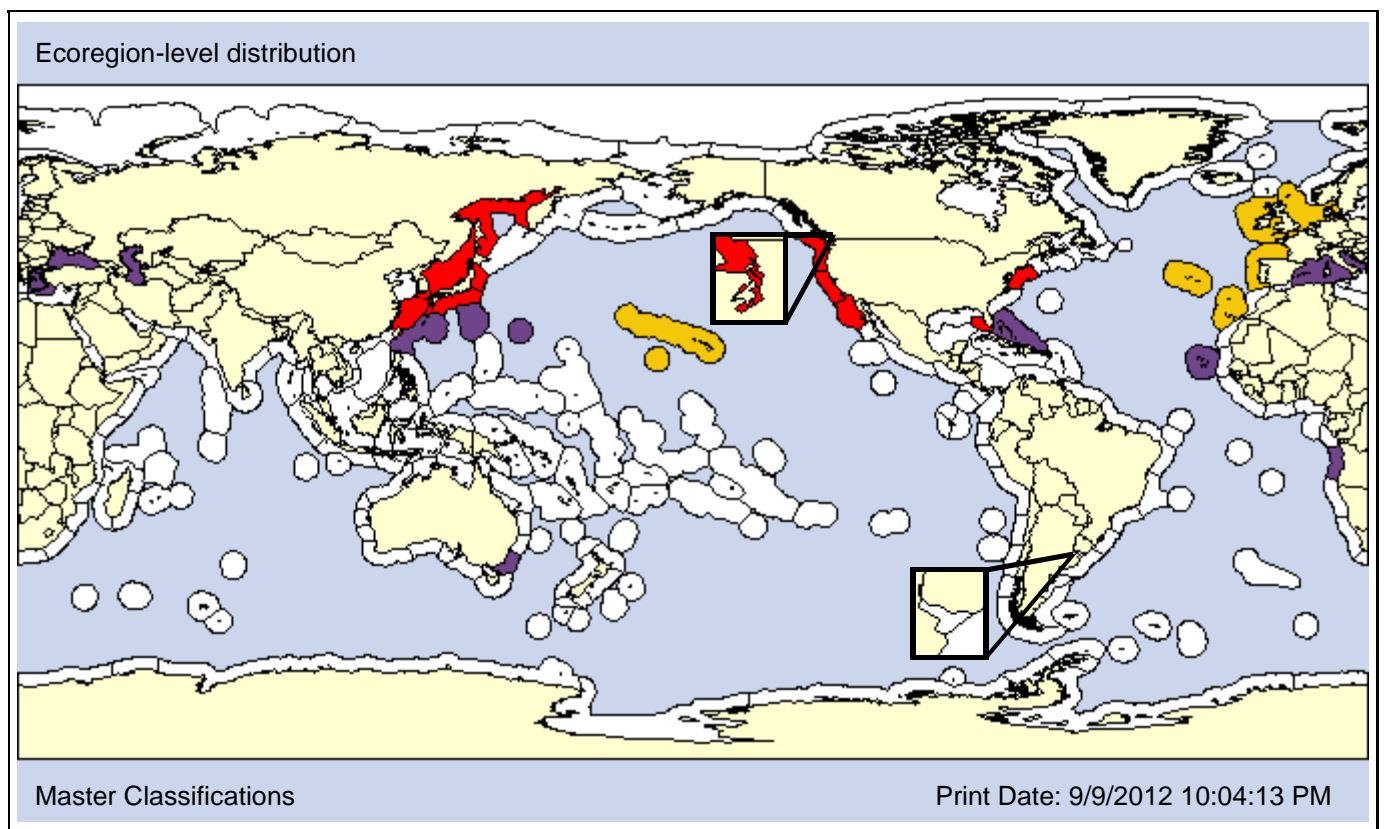 Ecoregion-level distribution
Master Classifications
Print Date: 9/9/2012 10:04:13 PM